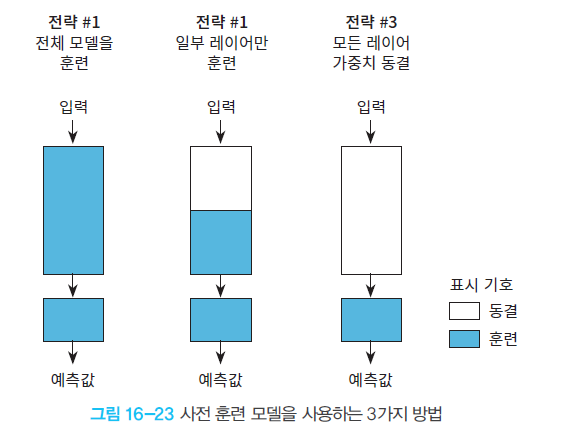 전략 #1
전체 모델을
훈련
전략 #1
일부 레이어만
훈련
전략 #3
모든 레이어
가중치 동결
입력
입력
입력
표시 기호
동결
훈련
예측값
예측값
예측값
그림 16-23 사전 훈련 모델을 사용하는 3가지 방법